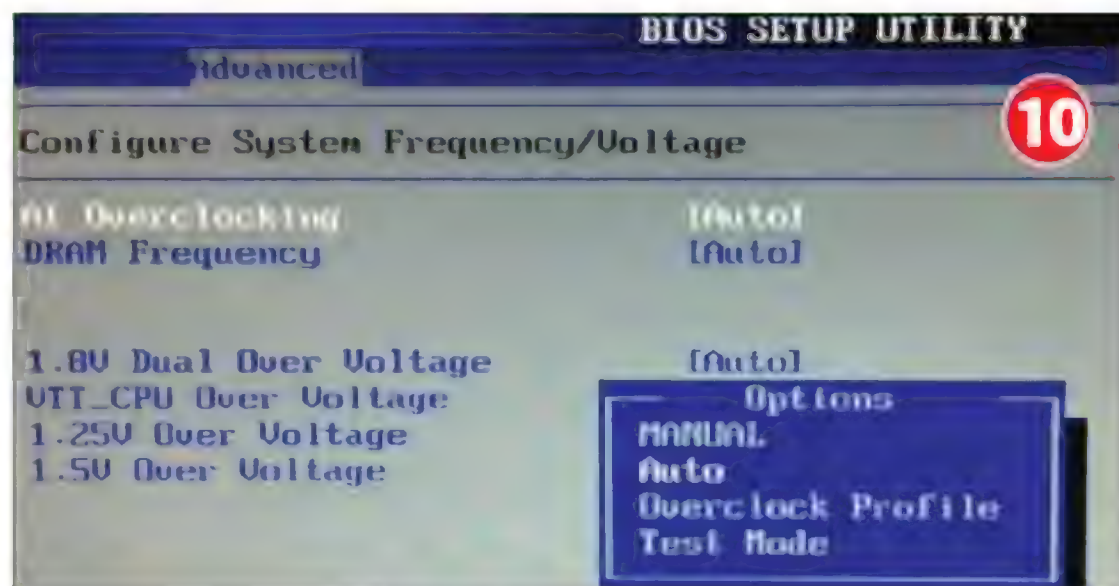 BIOS SETUP UTILITY
Advanced
10
Configure System Frequency/Voltage
AI Overclocking [Auto]
DRAM Frequency [Auto]
1.8V Dual Over Voltage [Auto]
VTT_CPU Over Voltage
1.25V Over Voltage
1.5V Over Voltage
Options
MANUAL
Auto
Overclock Profile
Test Mode